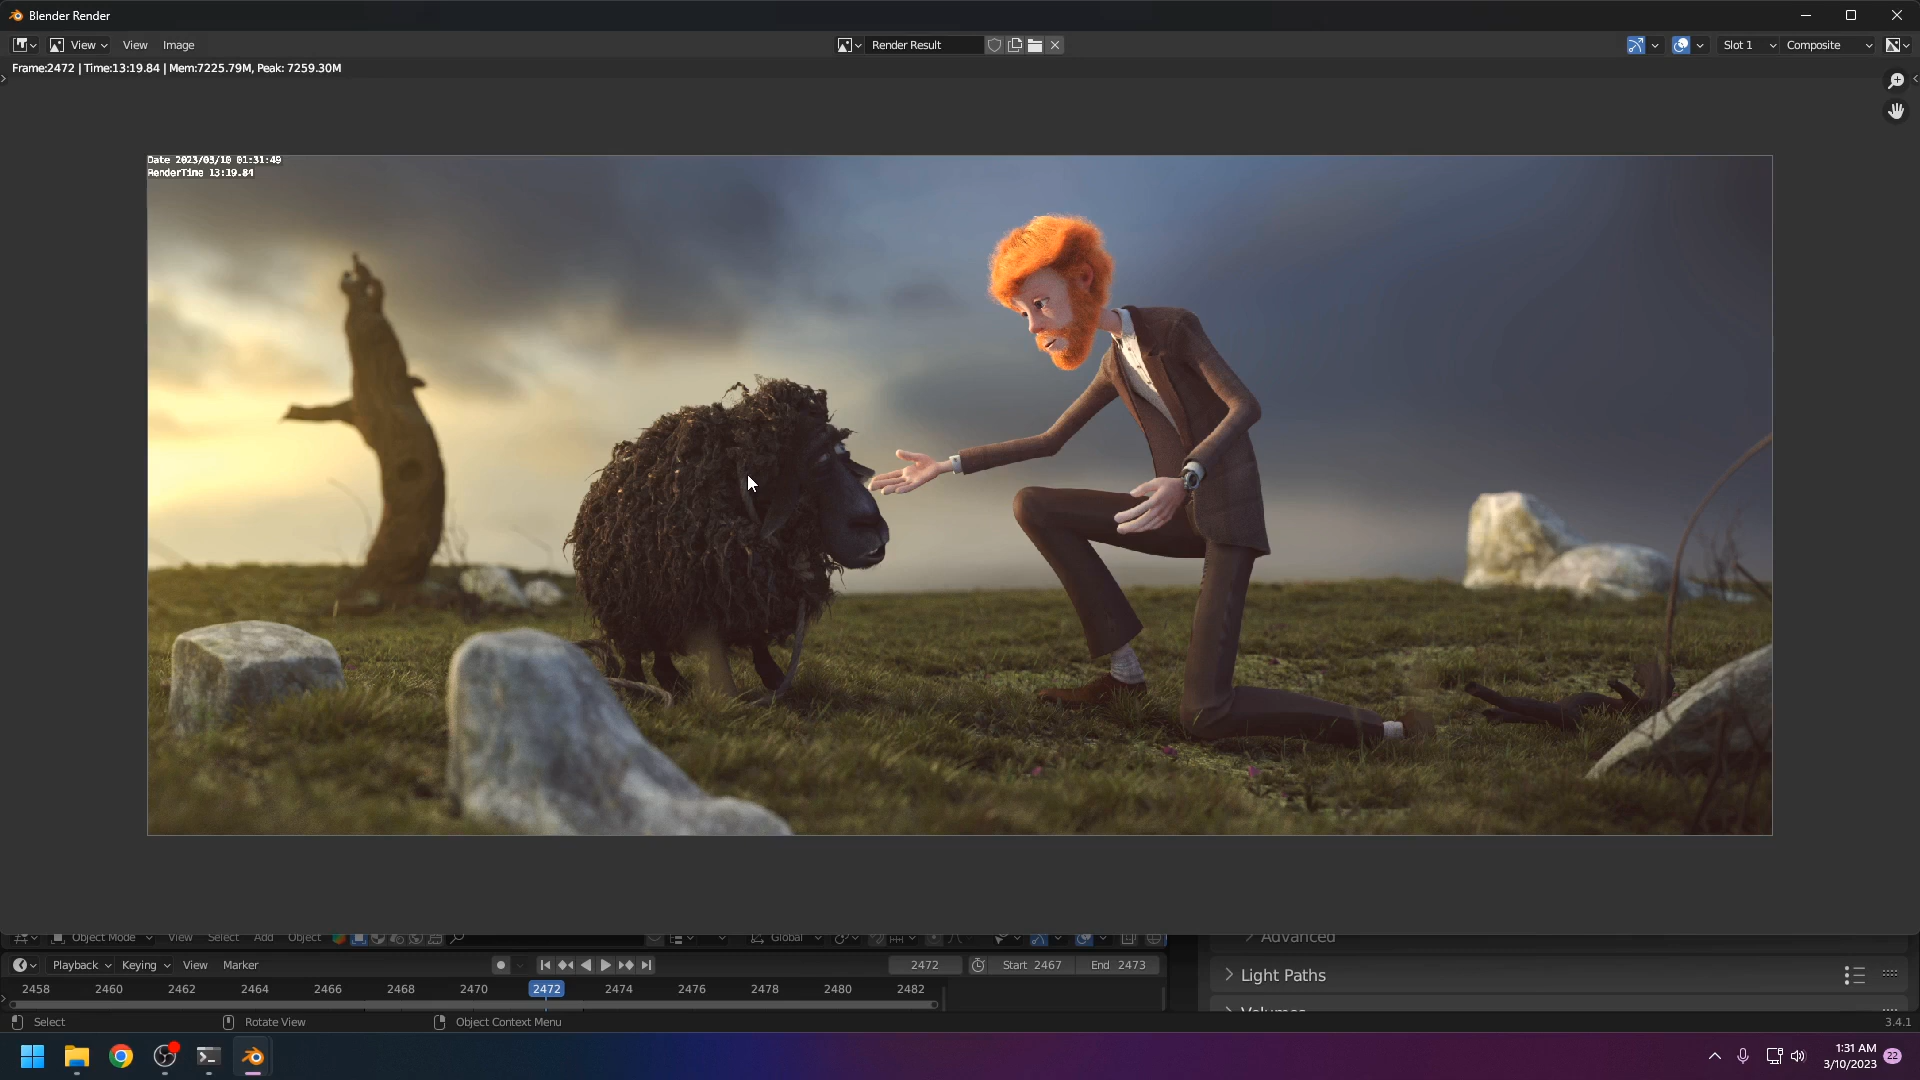 Blender Render
View View Image Render Result Slot 1 Composite
Frame:2472 | Time:13:19.84 | Mem:7225.79M, Peak: 7259.30M
Date 2023/03/10 01:31:49
RenderTime 13:19.84
Object Mode View Select Add Object Global Advanced
Playback Keying View Marker 2472 Start 2467 End 2473
Light Paths
2458 2460 2462 2464 2466 2468 2470 2472 2474 2476 2478 2480 2482
Volumes
Select Rotate View Object Context Menu 3.4.1
1:31 AM
3/10/2023 22